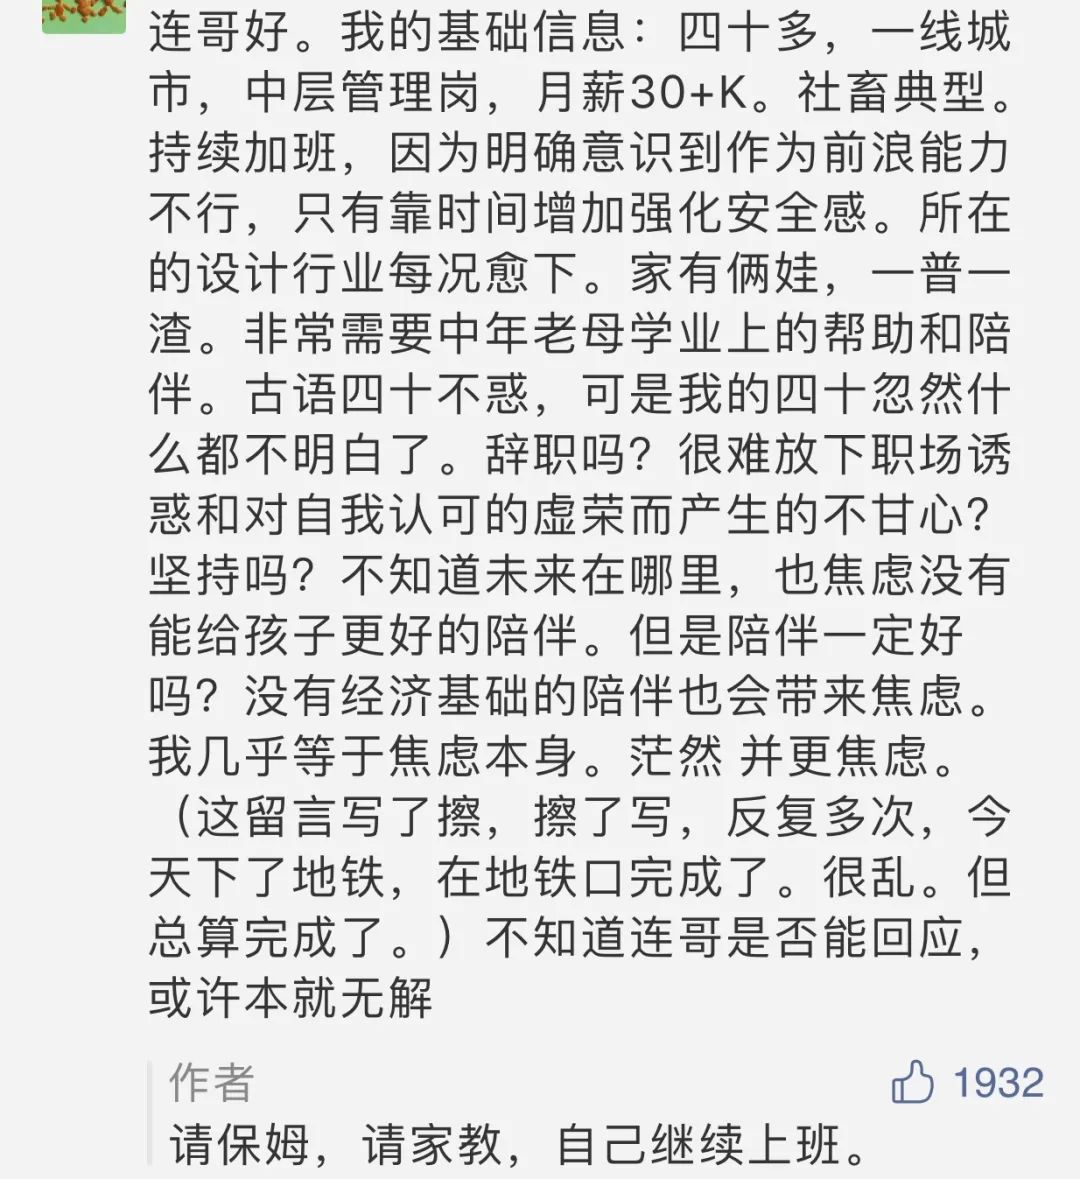 连哥好。我的基础信息：四十多，一线城
市，中层管理岗，月薪30+K。社畜典型。
持续加班，因为明确意识到作为前浪能力
不行，只有靠时间增加强化安全感。所在
的设计行业每况愈下。家有俩娃，一普一
渣。非常需要中年老母学业上的帮助和陪
伴。古语四十不惑，可是我的四十忽然什
么都不明白了。辞职吗？很难放下职场诱
惑和对自我认可的虚荣而产生的不甘心？
坚持吗？不知道未来在哪里，也焦虑没有
能给孩子更好的陪伴。但是陪伴一定好
吗？没有经济基础的陪伴也会带来焦虑。
我几乎等于焦虑本身。茫然 并更焦虑。
（这留言写了擦，擦了写，反复多次，今
天下了地铁，在地铁口完成了。很乱。但
总算完成了。）不知道连哥是否能回应，
或许本就无解
作者 1932
请保姆，请家教，自己继续上班。